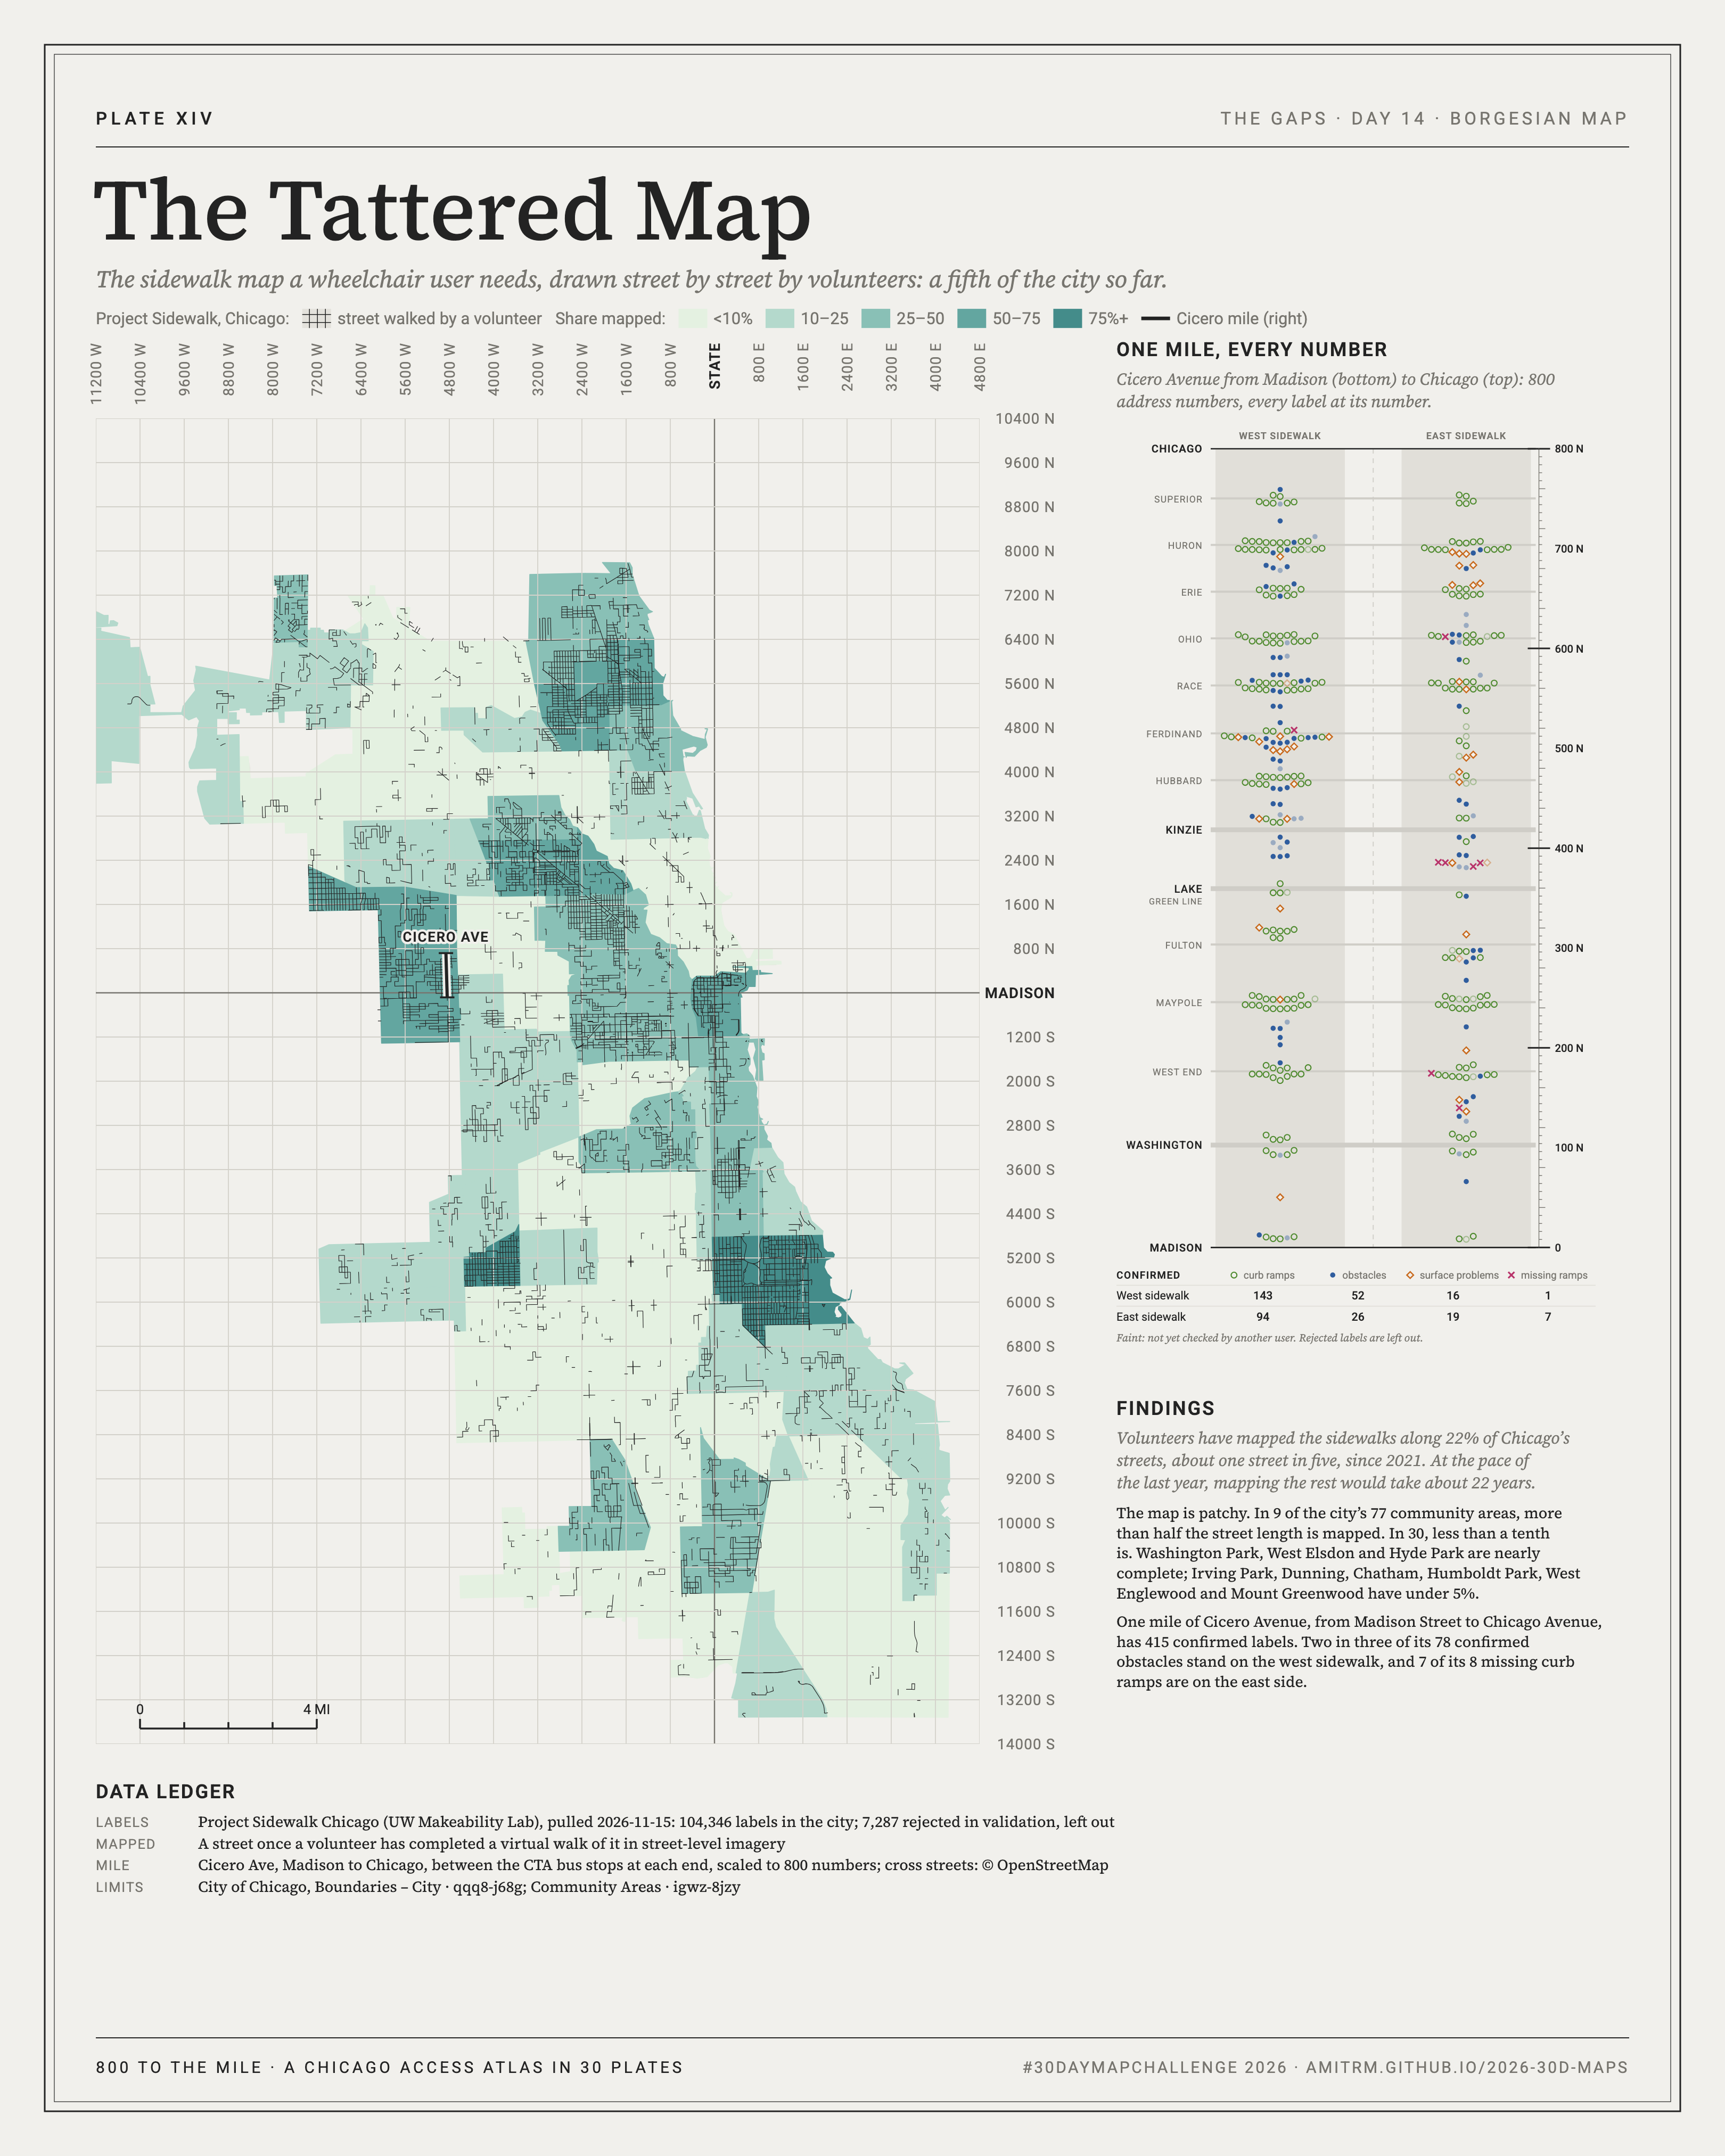 PLATE XIV
THE GAPS · DAY 14 · BORGESIAN MAP
The Tattered Map
The sidewalk map a wheelchair user needs, drawn street by street by volunteers: a fifth of the city so far.
Project Sidewalk, Chicago: street walked by a volunteer Share mapped: <10% 10–25 25–50 50–75 75%+ Cicero mile (right)
11200 W
10400 W
9600 W
8800 W
8000 W
7200 W
6400 W
5600 W
4800 W
4000 W
3200 W
2400 W
1600 W
800 W
STATE
800 E
1600 E
2400 E
3200 E
4000 E
4800 E
10400 N
9600 N
8800 N
8000 N
7200 N
6400 N
5600 N
4800 N
4000 N
3200 N
2400 N
1600 N
800 N
MADISON
1200 S
2000 S
2800 S
3600 S
4400 S
5200 S
6000 S
6800 S
7600 S
8400 S
9200 S
10000 S
10800 S
11600 S
12400 S
13200 S
14000 S
CICERO AVE
0 4 MI
ONE MILE, EVERY NUMBER
Cicero Avenue from Madison (bottom) to Chicago (top): 800
address numbers, every label at its number.
WEST SIDEWALK EAST SIDEWALK
CHICAGO
SUPERIOR
HURON
ERIE
OHIO
RACE
FERDINAND
HUBBARD
KINZIE
LAKE
GREEN LINE
FULTON
MAYPOLE
WEST END
WASHINGTON
MADISON
800 N
700 N
600 N
500 N
400 N
300 N
200 N
100 N
0
CONFIRMED curb ramps obstacles surface problems missing ramps
West sidewalk 143 52 16 1
East sidewalk 94 26 19 7
Faint: not yet checked by another user. Rejected labels are left out.
FINDINGS
Volunteers have mapped the sidewalks along 22% of Chicago’s
streets, about one street in five, since 2021. At the pace of
the last year, mapping the rest would take about 22 years.
The map is patchy. In 9 of the city’s 77 community areas, more
than half the street length is mapped. In 30, less than a tenth
is. Washington Park, West Elsdon and Hyde Park are nearly
complete; Irving Park, Dunning, Chatham, Humboldt Park, West
Englewood and Mount Greenwood have under 5%.
One mile of Cicero Avenue, from Madison Street to Chicago Avenue,
has 415 confirmed labels. Two in three of its 78 confirmed
obstacles stand on the west sidewalk, and 7 of its 8 missing curb
ramps are on the east side.
DATA LEDGER
LABELS Project Sidewalk Chicago (UW Makeability Lab), pulled 2026-11-15: 104,346 labels in the city; 7,287 rejected in validation, left out
MAPPED A street once a volunteer has completed a virtual walk of it in street-level imagery
MILE Cicero Ave, Madison to Chicago, between the CTA bus stops at each end, scaled to 800 numbers; cross streets: © OpenStreetMap
LIMITS City of Chicago, Boundaries – City · qqq8-j68g; Community Areas · igwz-8jzy
800 TO THE MILE · A CHICAGO ACCESS ATLAS IN 30 PLATES
#30DAYMAPCHALLENGE 2026 · AMITRM.GITHUB.IO/2026-30D-MAPS